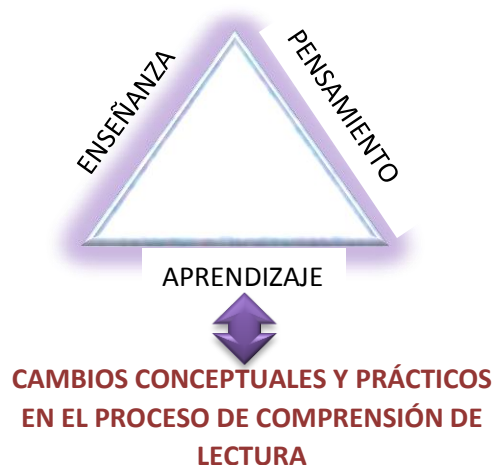 ENSEÑANZA
PENSAMIENTO
APRENDIZAJE
CAMBIOS CONCEPTUALES Y PRÁCTICOS
EN EL PROCESO DE COMPRENSIÓN DE
LECTURA